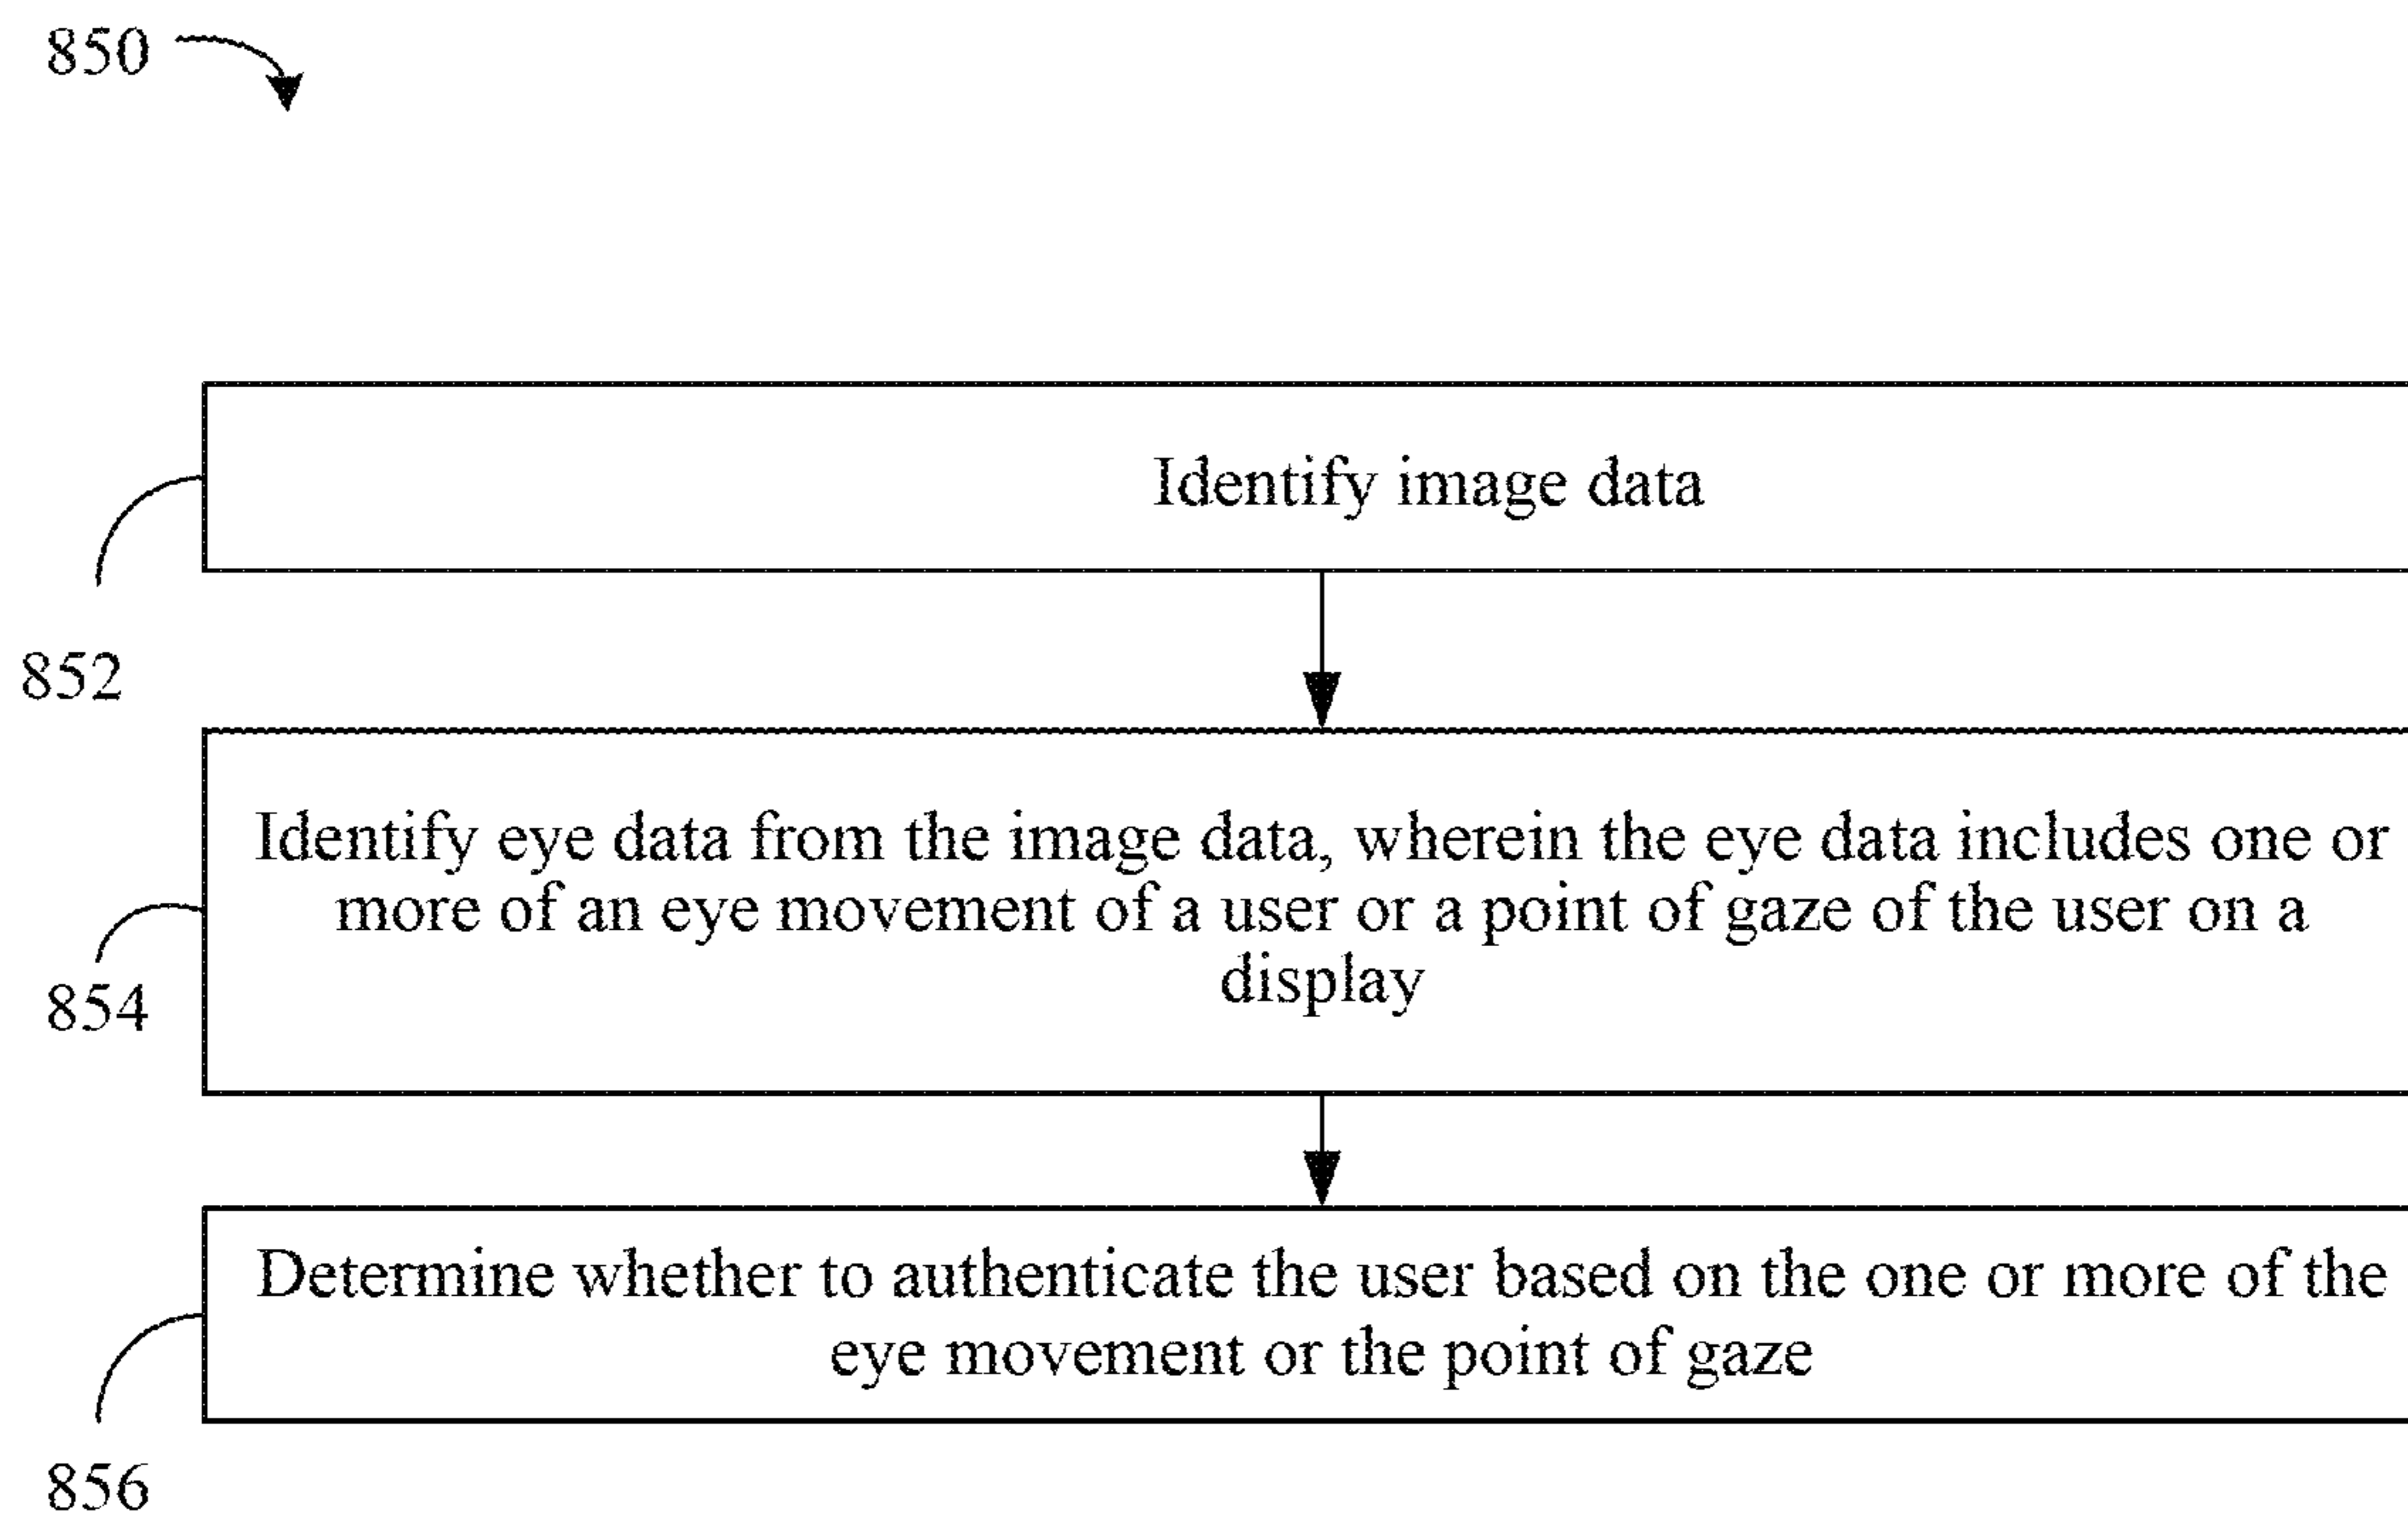 850
Identify image data
852
Identify eye data from the image data, wherein the eye data includes one or
more of an eye movement of a user or a point of gaze of the user on a
display
854
Determine whether to authenticate the user based on the one or more of the
eye movement or the point of gaze
856